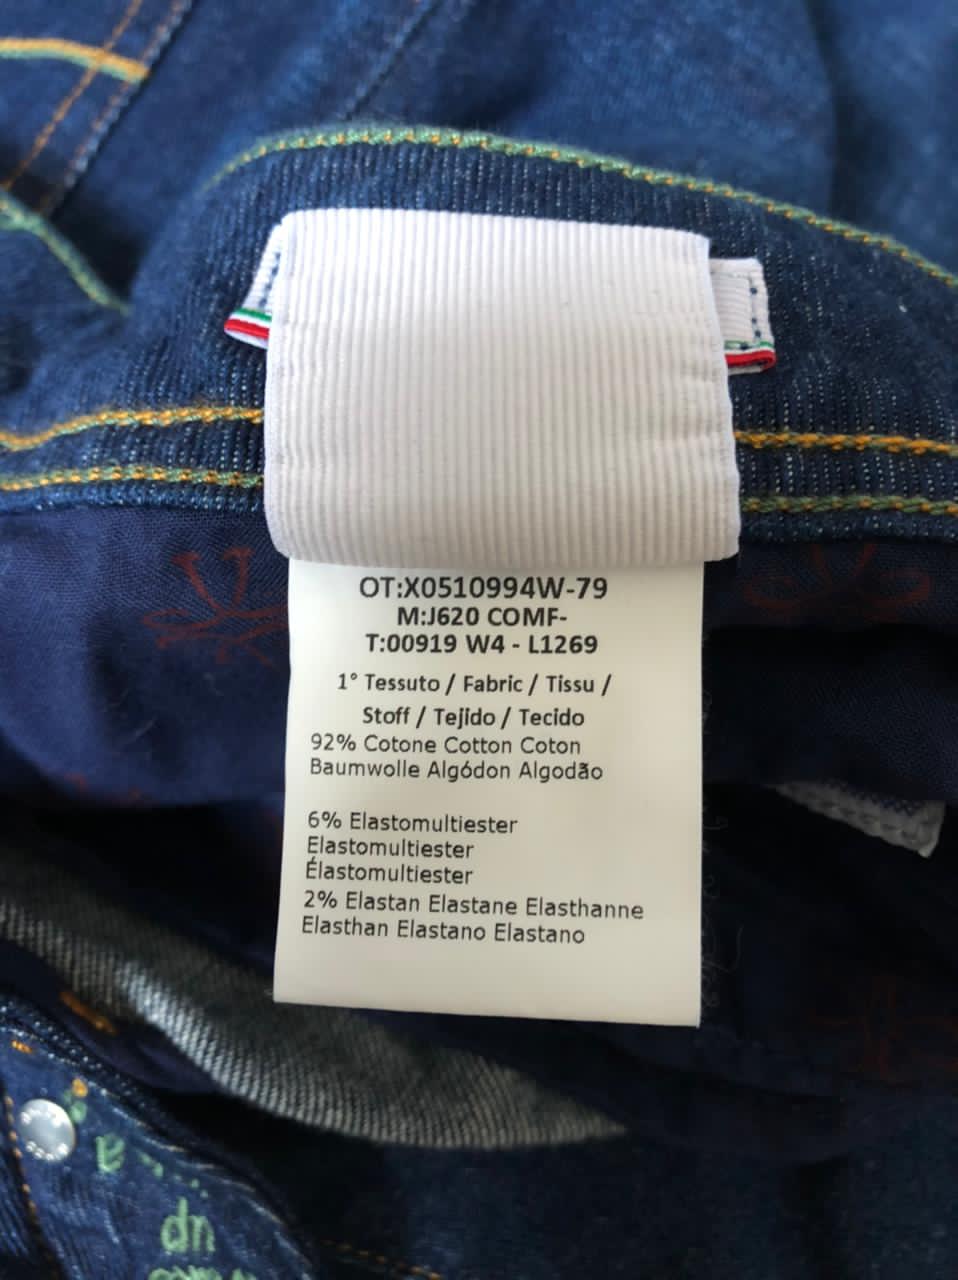 OT:X0510994W-79
M:J620 COMF-
T:00919 W4 - L1269
1° Tessuto / Fabric / Tissu /
Stoff / Tejido / Tecido
92% Cotone Cotton Coton
Baumwolle Algódon Algodão
6% Elastomultiester
Elastomultiester
Élastomultiester
2% Elastan Elastane Elasthanne
Elasthan Elastano Elastano